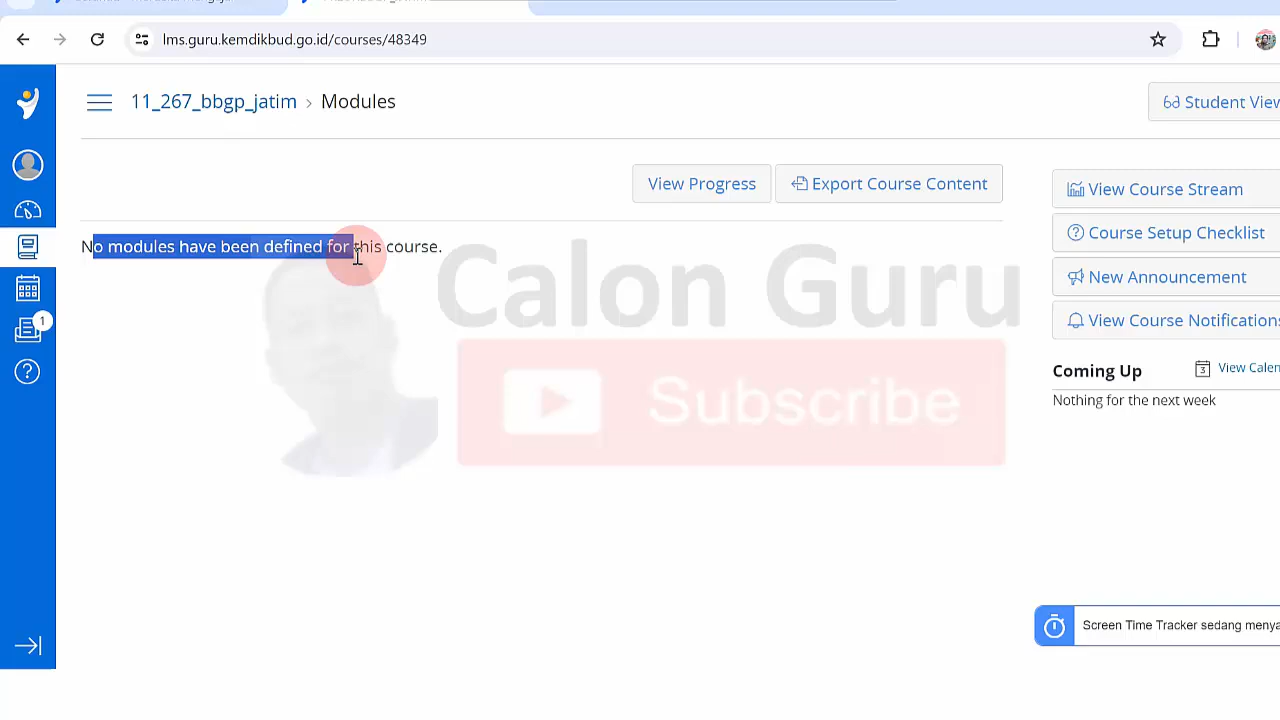 lms.guru.kemdikbud.go.id/courses/48349
11_267_bbgp_jatim › Modules
Student View
View Progress
Export Course Content
View Course Stream
No modules have been defined for this course.
Course Setup Checklist
New Announcement
View Course Notifications
1
Coming Up
3
View Calen
Nothing for the next week
Calon Guru
Subscribe
Screen Time Tracker sedang menya